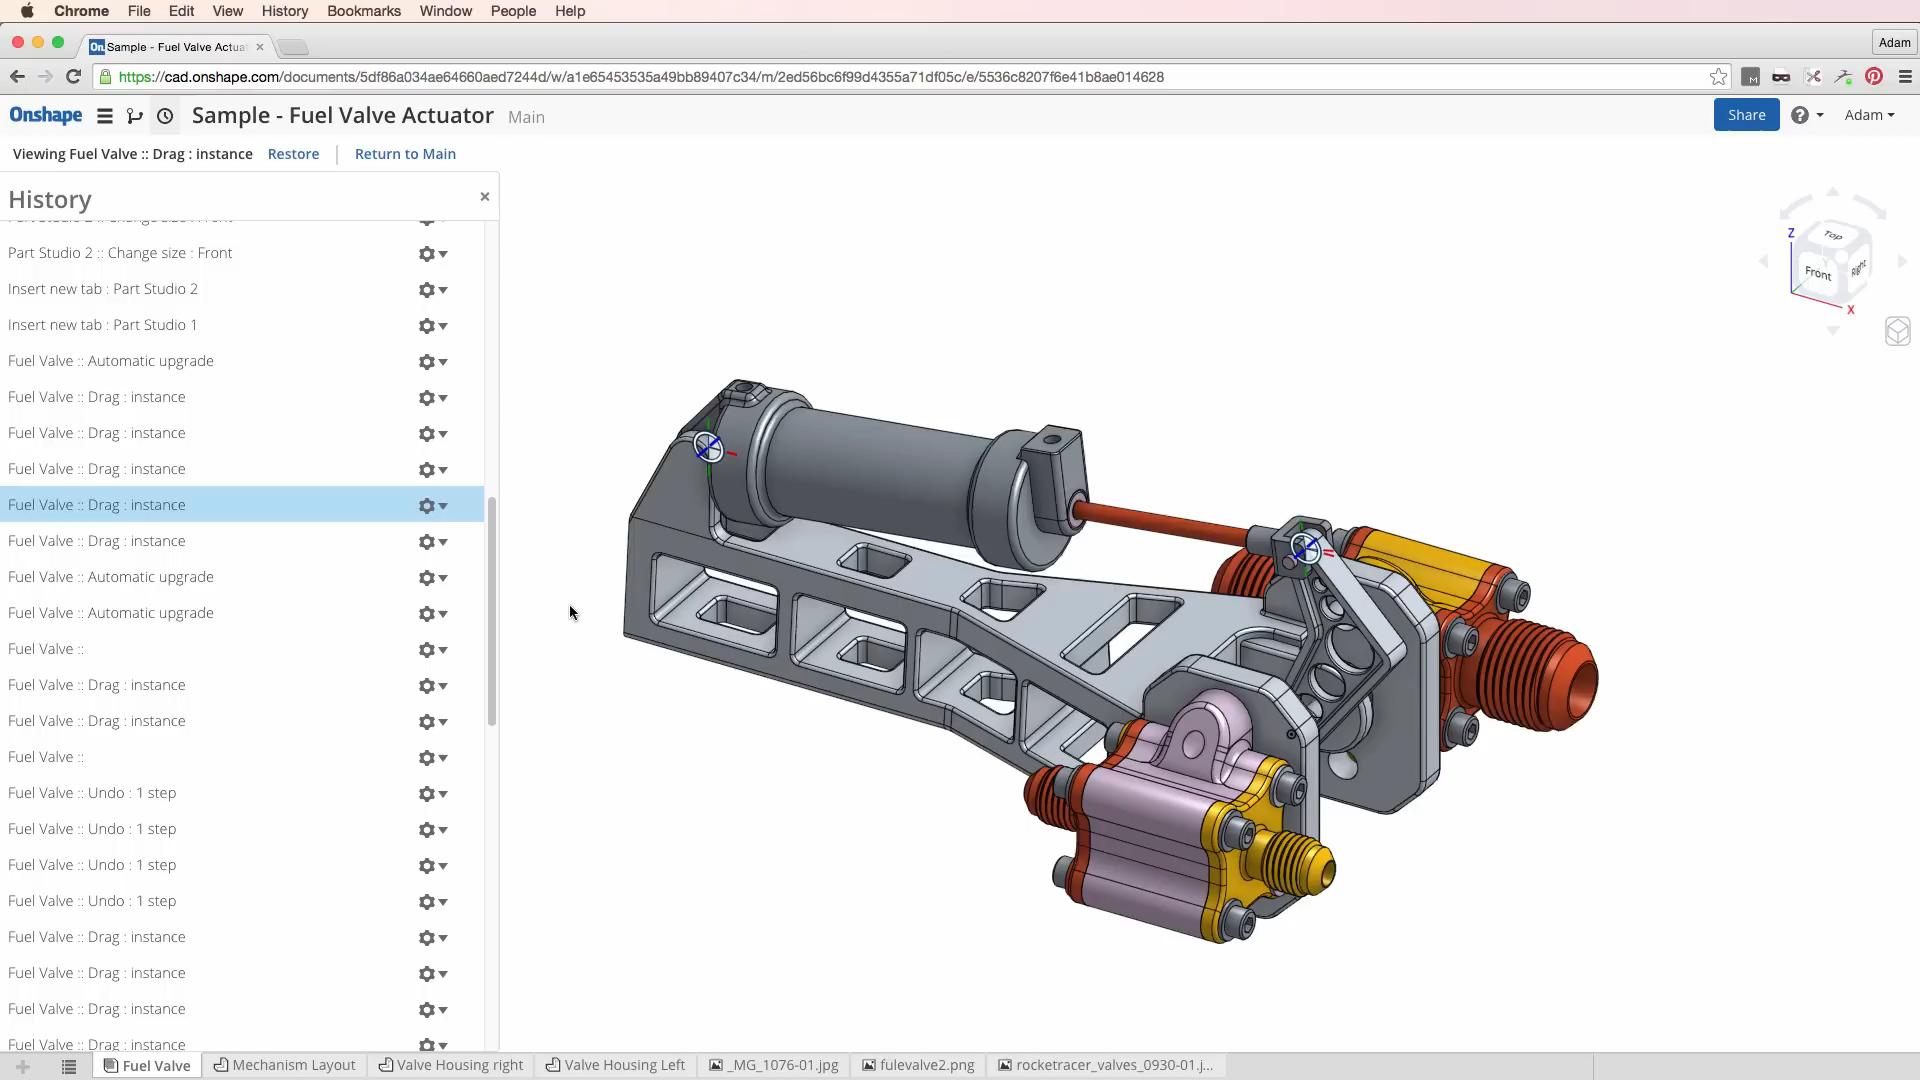 Chrome File Edit View History Bookmarks Window People Help
Sample - Fuel Valve Actua
Adam
https://cad.onshape.com/documents/5df86a034ae64660aed7244d/w/a1e65453535a49bb89407c34/m/2ed56bc6f99d4355a71df05c/e/5536c8207f6e41b8ae014628
Onshape Sample - Fuel Valve Actuator Main Share Adam
Viewing Fuel Valve :: Drag : instance Restore Return to Main
History
Part Studio 2 :: Change size : Front
Part Studio 2 :: Change size : Front
Insert new tab : Part Studio 2
Insert new tab : Part Studio 1
Fuel Valve :: Automatic upgrade
Fuel Valve :: Drag : instance
Fuel Valve :: Drag : instance
Fuel Valve :: Drag : instance
Fuel Valve :: Drag : instance
Fuel Valve :: Drag : instance
Fuel Valve :: Automatic upgrade
Fuel Valve :: Automatic upgrade
Fuel Valve ::
Fuel Valve :: Drag : instance
Fuel Valve :: Drag : instance
Fuel Valve ::
Fuel Valve :: Undo : 1 step
Fuel Valve :: Undo : 1 step
Fuel Valve :: Undo : 1 step
Fuel Valve :: Undo : 1 step
Fuel Valve :: Drag : instance
Fuel Valve :: Drag : instance
Fuel Valve :: Drag : instance
Fuel Valve :: Drag : instance
Z
Top
Front
Right
X
Fuel Valve Mechanism Layout Valve Housing right Valve Housing Left _MG_1076-01.jpg fulevalve2.png rocketracer_valves_0930-01.j...